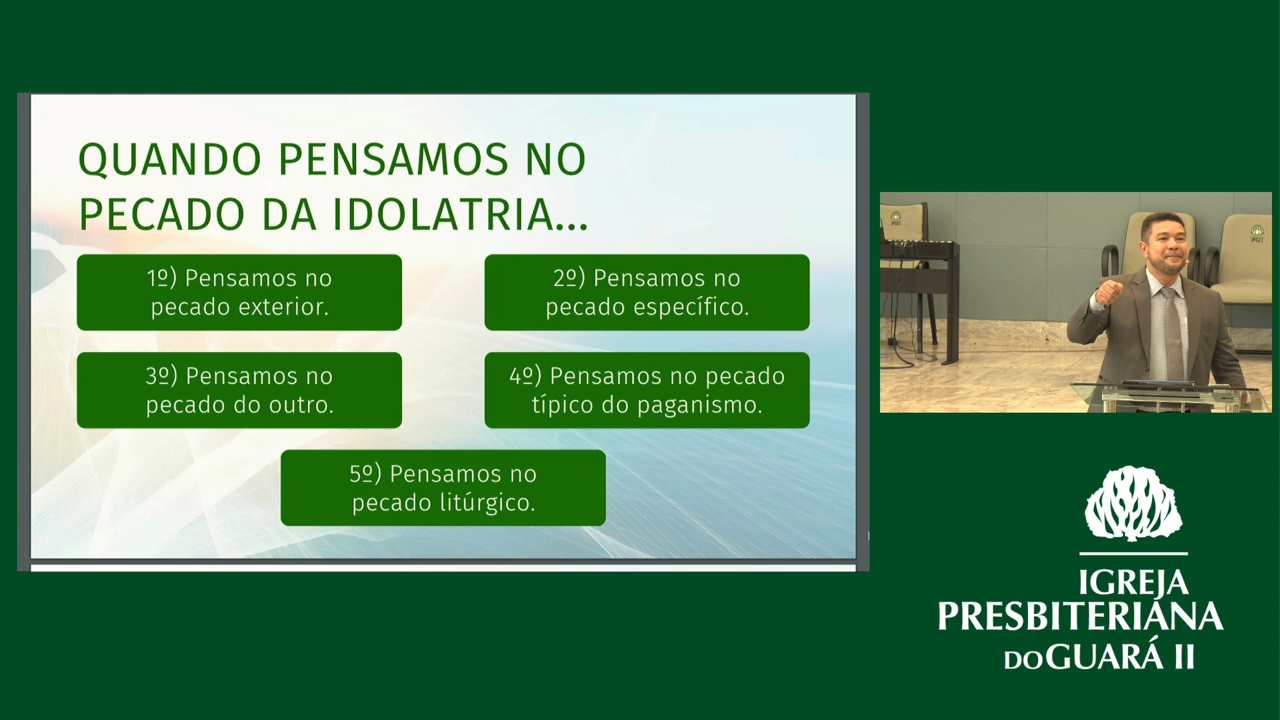 QUANDO PENSAMOS NO
PECADO DA IDOLATRIA...
1º) Pensamos no
pecado exterior.
2º) Pensamos no
pecado específico.
3º) Pensamos no
pecado do outro.
4º) Pensamos no pecado
típico do paganismo.
5º) Pensamos no
pecado litúrgico.
IGREJA
PRESBITERIANA
DO GUARÁ II